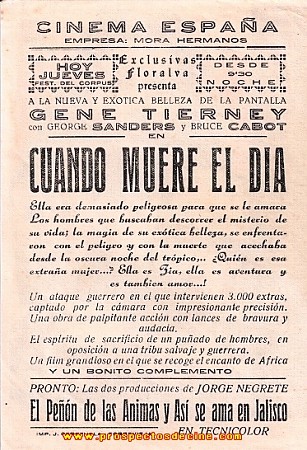 CINEMA ESPAÑA
EMPRESA: MORA HERMANOS
HOY
JUEVES
(FEST. DEL CORPUS)
Exclusivas
Floralva
presenta
DESDE
9'30
NOCHE
A LA NUEVA Y EXOTICA BELLEZA DE LA PANTALLA
GENE TIERNEY
con GEORGE SANDERS y BRUCE CABOT
EN
CUANDO MUERE EL DIA
Ella era demasiado peligrosa para que se le amara
Los hombres que buscaban descorrer el misterio de
su vida; la magia de su exótica belleza, se enfrenta-
ron con el peligro y con la muerte que acechaba
desde la oscura noche del trópico,.. ¿Quién es esa
extraña mujer...? Ella es Zia, ella es aventura y
es tambien amor...!
Un ataque guerrero en el que intervienen 3.000 extras,
captado por la cámara con impresionante precisión.
Una obra de palpitante acción con lances de bravura y
audacia.
El espíritu de sacrificio de un puñado de hombres, en
oposición a una tribu salvaje y guerrera.
Un film grandioso en el que se recoge el encanto de Africa
Y UN BONITO COMPLEMENTO
PRONTO: Las dos producciones de JORGE NEGRETE
El Peñón de las Animas y Así se ama en Jalisco
IMP. J. EN TECNICOLOR
www.prospectosdecine.com